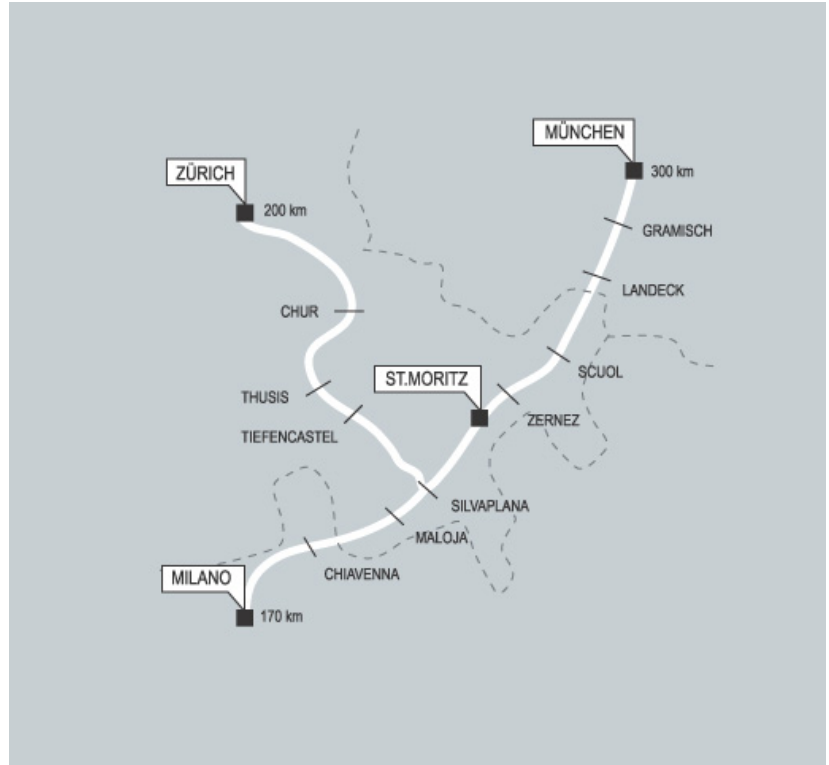 MÜNCHEN
300 km
ZÜRICH
200 km
GRAMISCH
LANDECK
CHUR
SCUOL
ST.MORITZ
THUSIS
ZERNEZ
TIEFENCASTEL
SILVAPLANA
MALOJA
CHIAVENNA
MILANO
170 km